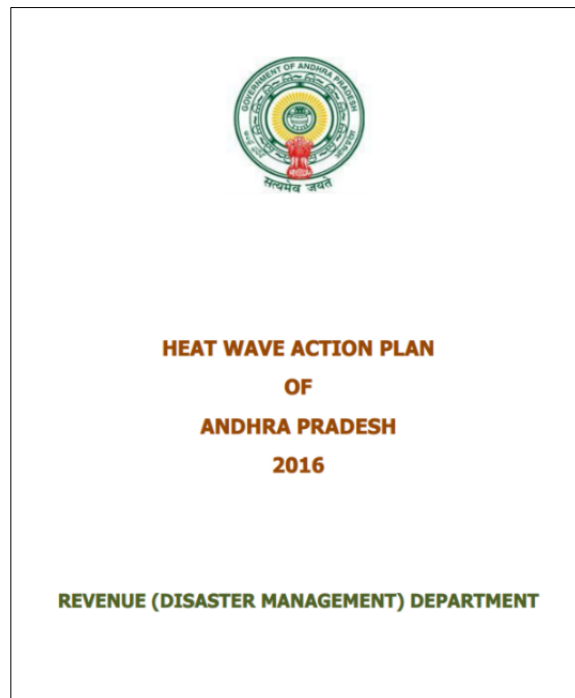 GOVERNMENT OF ANDHRA PRADESH
सत्यमेव जयते
HEAT WAVE ACTION PLAN
OF
ANDHRA PRADESH
2016
REVENUE (DISASTER MANAGEMENT) DEPARTMENT